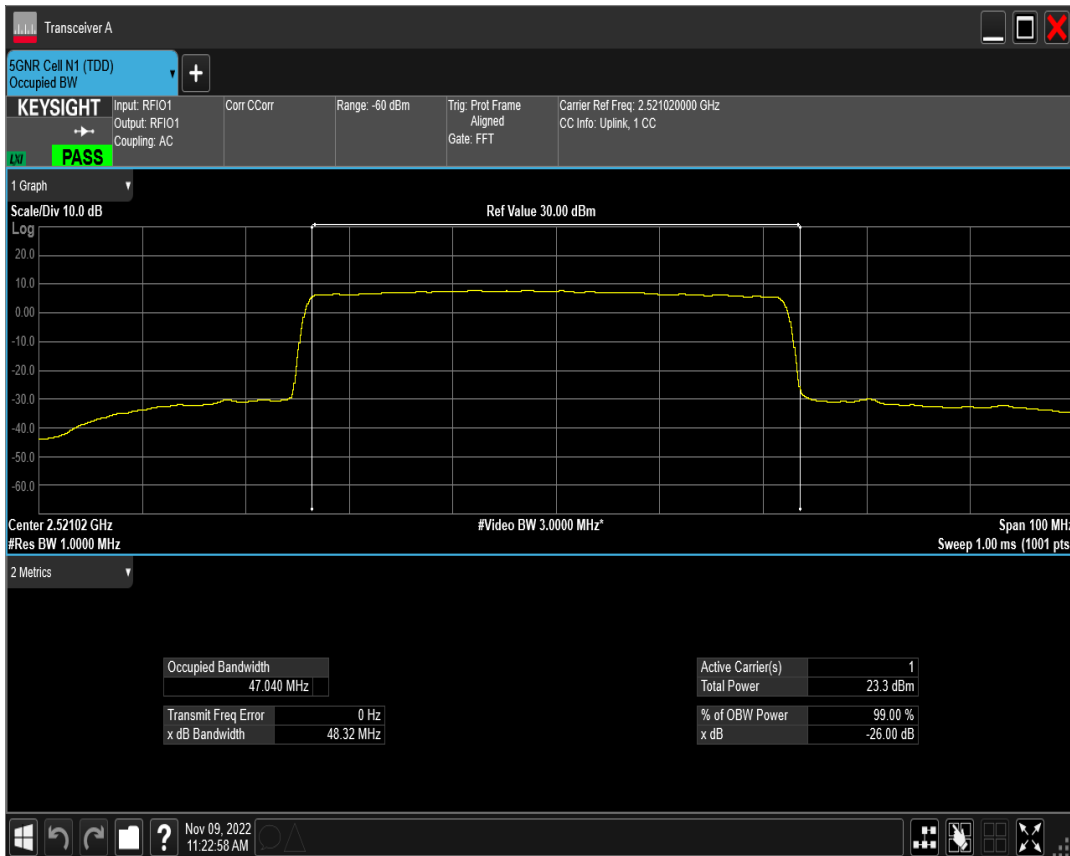 Transceiver A
5GNR Cell N1 (TDD)
Occupied BW
+
KEYSIGHT
LXI
PASS
Input: RFIO1
Output: RFIO1
Coupling: AC
Corr CCorr
Range: -60 dBm
Trig: Prot Frame
Aligned
Gate: FFT
Carrier Ref Freq: 2.521020000 GHz
CC Info: Uplink, 1 CC
1 Graph
Scale/Div 10.0 dB
Ref Value 30.00 dBm
Log
20.0
10.0
0.00
-10.0
-20.0
-30.0
-40.0
-50.0
-60.0
Center 2.52102 GHz
#Video BW 3.0000 MHz*
Span 100 MHz
#Res BW 1.0000 MHz
Sweep 1.00 ms (1001 pts
2 Metrics
Occupied Bandwidth
47.040 MHz
Transmit Freq Error 0 Hz
x dB Bandwidth 48.32 MHz
Active Carrier(s) 1
Total Power 23.3 dBm
% of OBW Power 99.00 %
x dB -26.00 dB
?
Nov 09, 2022
11:22:58 AM